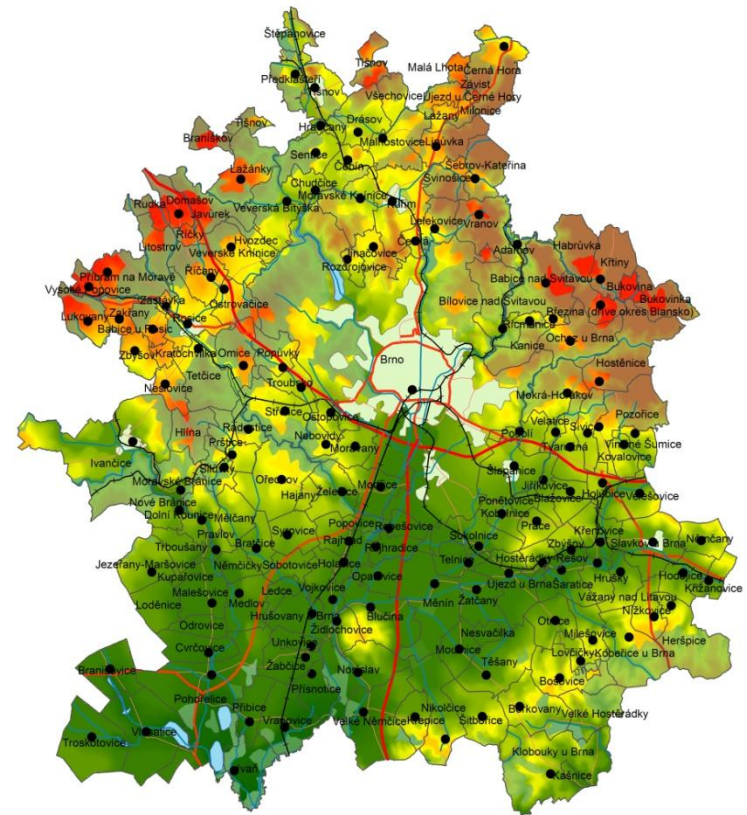 Štěpánovice
Tišnov
Malá Lhota
Černá Hora
Předklášteří
Závist
Tišnov
Všechovice
Újezd u Černé Hory
Milonice
Tišnov
Drásov
Lažany
Hradčany
Braníškov
Malhostovice
Lipůvka
Sentice
Čebín
Šebrov-Kateřina
Lažánky
Svinošice
Chudčice
Moravské Knínice
Kuřim
Rudka
Domašov
Veverská Bítýška
Javůrek
Vranov
Lelekovice
Říčky
Hvozdec
Česká
Litostrov
Veverské Knínice
Jinačovice
Adamov
Habrůvka
Rozdrojovice
Křtiny
Příbram na Moravě
Říčany
Babice nad Svitavou
Vysoké Popovice
Bukovina
Zastávka
Ostrovačice
Bílovice nad Svitavou
Bukovinka
Lukovany
Zakřany
Rosice
Řícmanice
Březina (dříve okres Blansko)
Babice u Rosic
Kanice
Ochoz u Brna
Zbýšov
Kratochvilka
Omice
Popůvky
Brno
Hostěnice
Tetčice
Neslovice
Troubsko
Mokrá-Horákov
Střelice
Ostopovice
Hlína
Radostice
Velatice
Sivice
Pozořice
Nebovidy
Podolí
Ivančice
Prštice
Moravany
Tvarožná
Viničné Šumice
Kovalovice
Silůvky
Šlapanice
Moravské Bránice
Ořechov
Modřice
Jiříkovice
Nové Bránice
Hajany
Želešice
Blažovice
Holubice
Velešovice
Dolní Kounice
Ponětovice
Mělčany
Popovice
Rebešovice
Kobylnice
Prace
Pravlov
Syrovice
Rajhrad
Sokolnice
Křenovice
Trboušany
Bratčice
Rajhradice
Zbýšov
Slavkov u Brna
Němčany
Jezeřany-Maršovice
Němčičky
Sobotovice
Holasice
Telnice
Hostěrádky-Rešov
Kupařovice
Opatovice
Újezd u Brna
Šaratice
Hrušky
Hodějice
Křižanovice
Malešovice
Ledce
Vojkovice
Měnín
Žatčany
Vážany nad Litavou
Loděnice
Medlov
Hrušovany u Brna
Blučina
Nížkovice
Odrovice
Židlochovice
Nesvačilka
Otnice
Milešovice
Heršpice
Cvrčovice
Unkovice
Moutnice
Lovčičky
Kobeřice u Brna
Branišovice
Žabčice
Nosislav
Těšany
Bošovice
Přísnotice
Pohořelice
Přibice
Nikolčice
Borkovany
Velké Hostěrádky
Vranovice
Velké Němčice
Křepice
Šitbořice
Troskotovice
Vlasatice
Klobouky u Brna
Ivaň
Kašnice